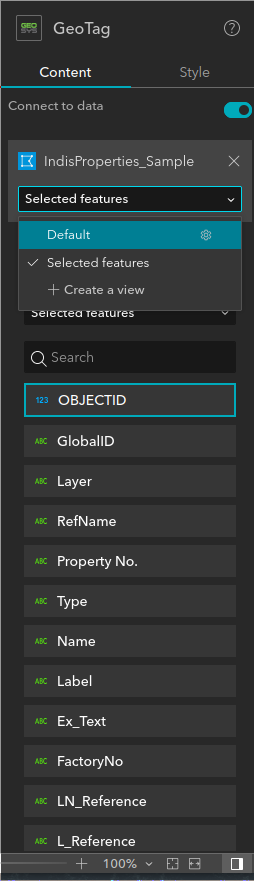 GEO
SYS
GeoTag
Content
Style
Connect to data
IndisProperties_Sample
Selected features
Default
Selected features
Create a view
Selected features
Search
123 OBJECTID
ABC GlobalID
ABC Layer
ABC RefName
ABC Property No.
ABC Type
ABC Name
ABC Label
ABC Ex_Text
ABC FactoryNo
ABC LN_Reference
ABC L_Reference
100%